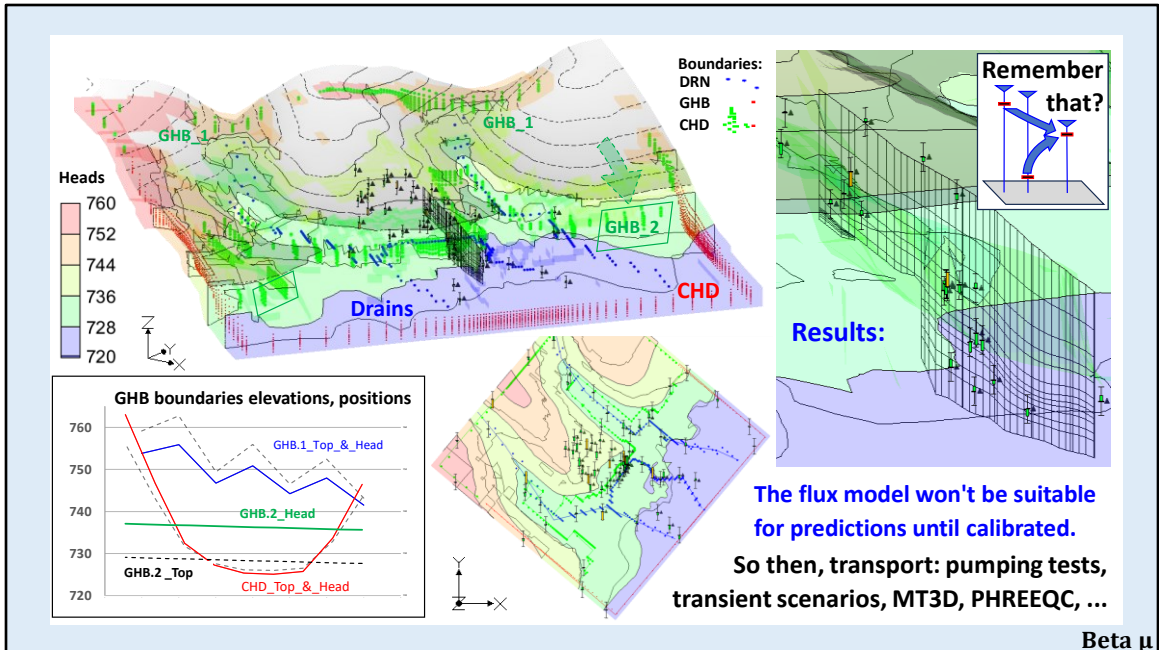 Boundaries:
DRN
GHB
CHD
GHB_1
GHB_1
GHB_2
Heads
760
752
744
736
728
720
Drains
CHD
Z
Y
X
Remember
that?
Results:
GHB boundaries elevations, positions
760
750
740
730
720
GHB.1_Top_&_Head
GHB.2_Head
GHB.2 _Top
CHD_Top_&_Head
Y
Z
X
The flux model won't be suitable
for predictions until calibrated.
So then, transport: pumping tests,
transient scenarios, MT3D, PHREEQC, ...
Beta µ